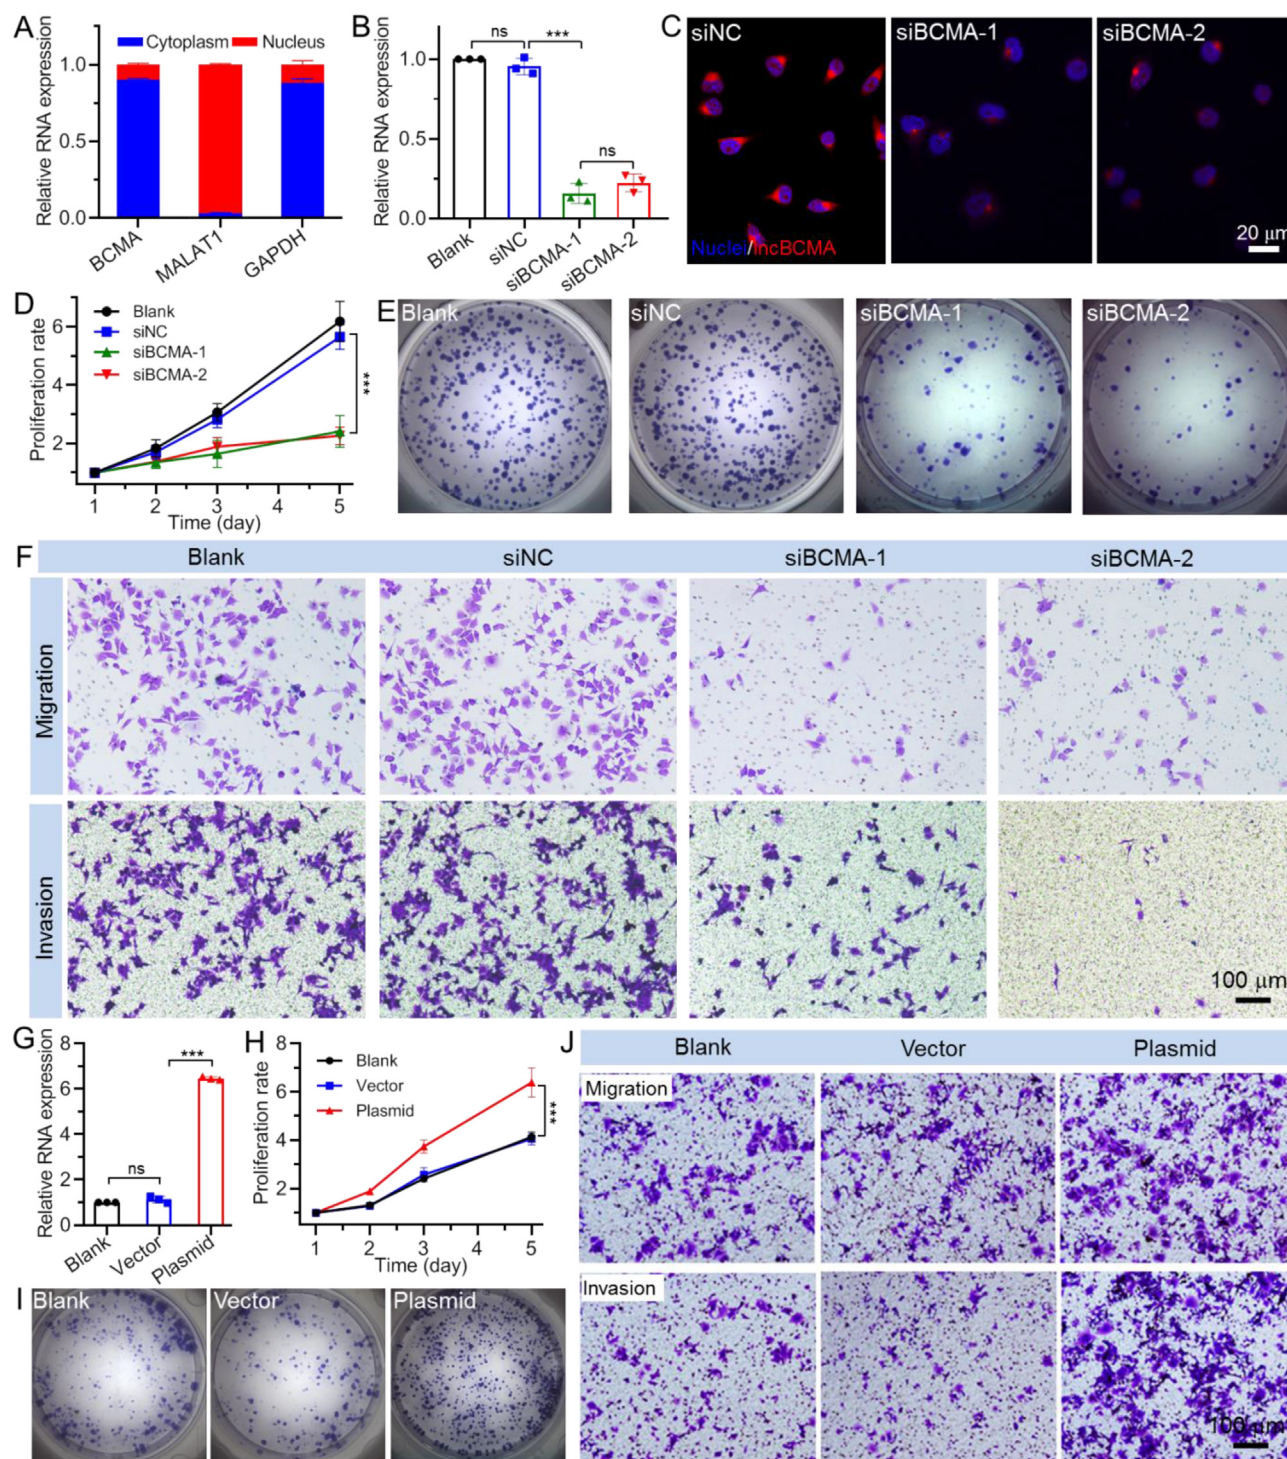 A
Cytoplasm Nucleus
Relative RNA expression
1.0
0.5
0.0
BCMA
MALAT1
GAPDH
B
Relative RNA expression
ns
***
ns
1.0
0.5
0.0
Blank
siNC
siBCMA-1
siBCMA-2
C
siNC
siBCMA-1
siBCMA-2
Nuclei/lncBCMA
20 μm
D
Proliferation rate
Blank
siNC
siBCMA-1
siBCMA-2
***
6
4
2
1 2 3 4 5
Time (day)
E
Blank
siNC
siBCMA-1
siBCMA-2
F
Blank
siNC
siBCMA-1
siBCMA-2
Migration
Invasion
100 μm
G
Relative RNA expression
8
6
4
2
0
ns
***
Blank
Vector
Plasmid
H
Proliferation rate
8
6
4
2
Blank
Vector
Plasmid
***
1 2 3 4 5
Time (day)
I
Blank
Vector
Plasmid
J
Blank
Vector
Plasmid
Migration
Invasion
100 μm